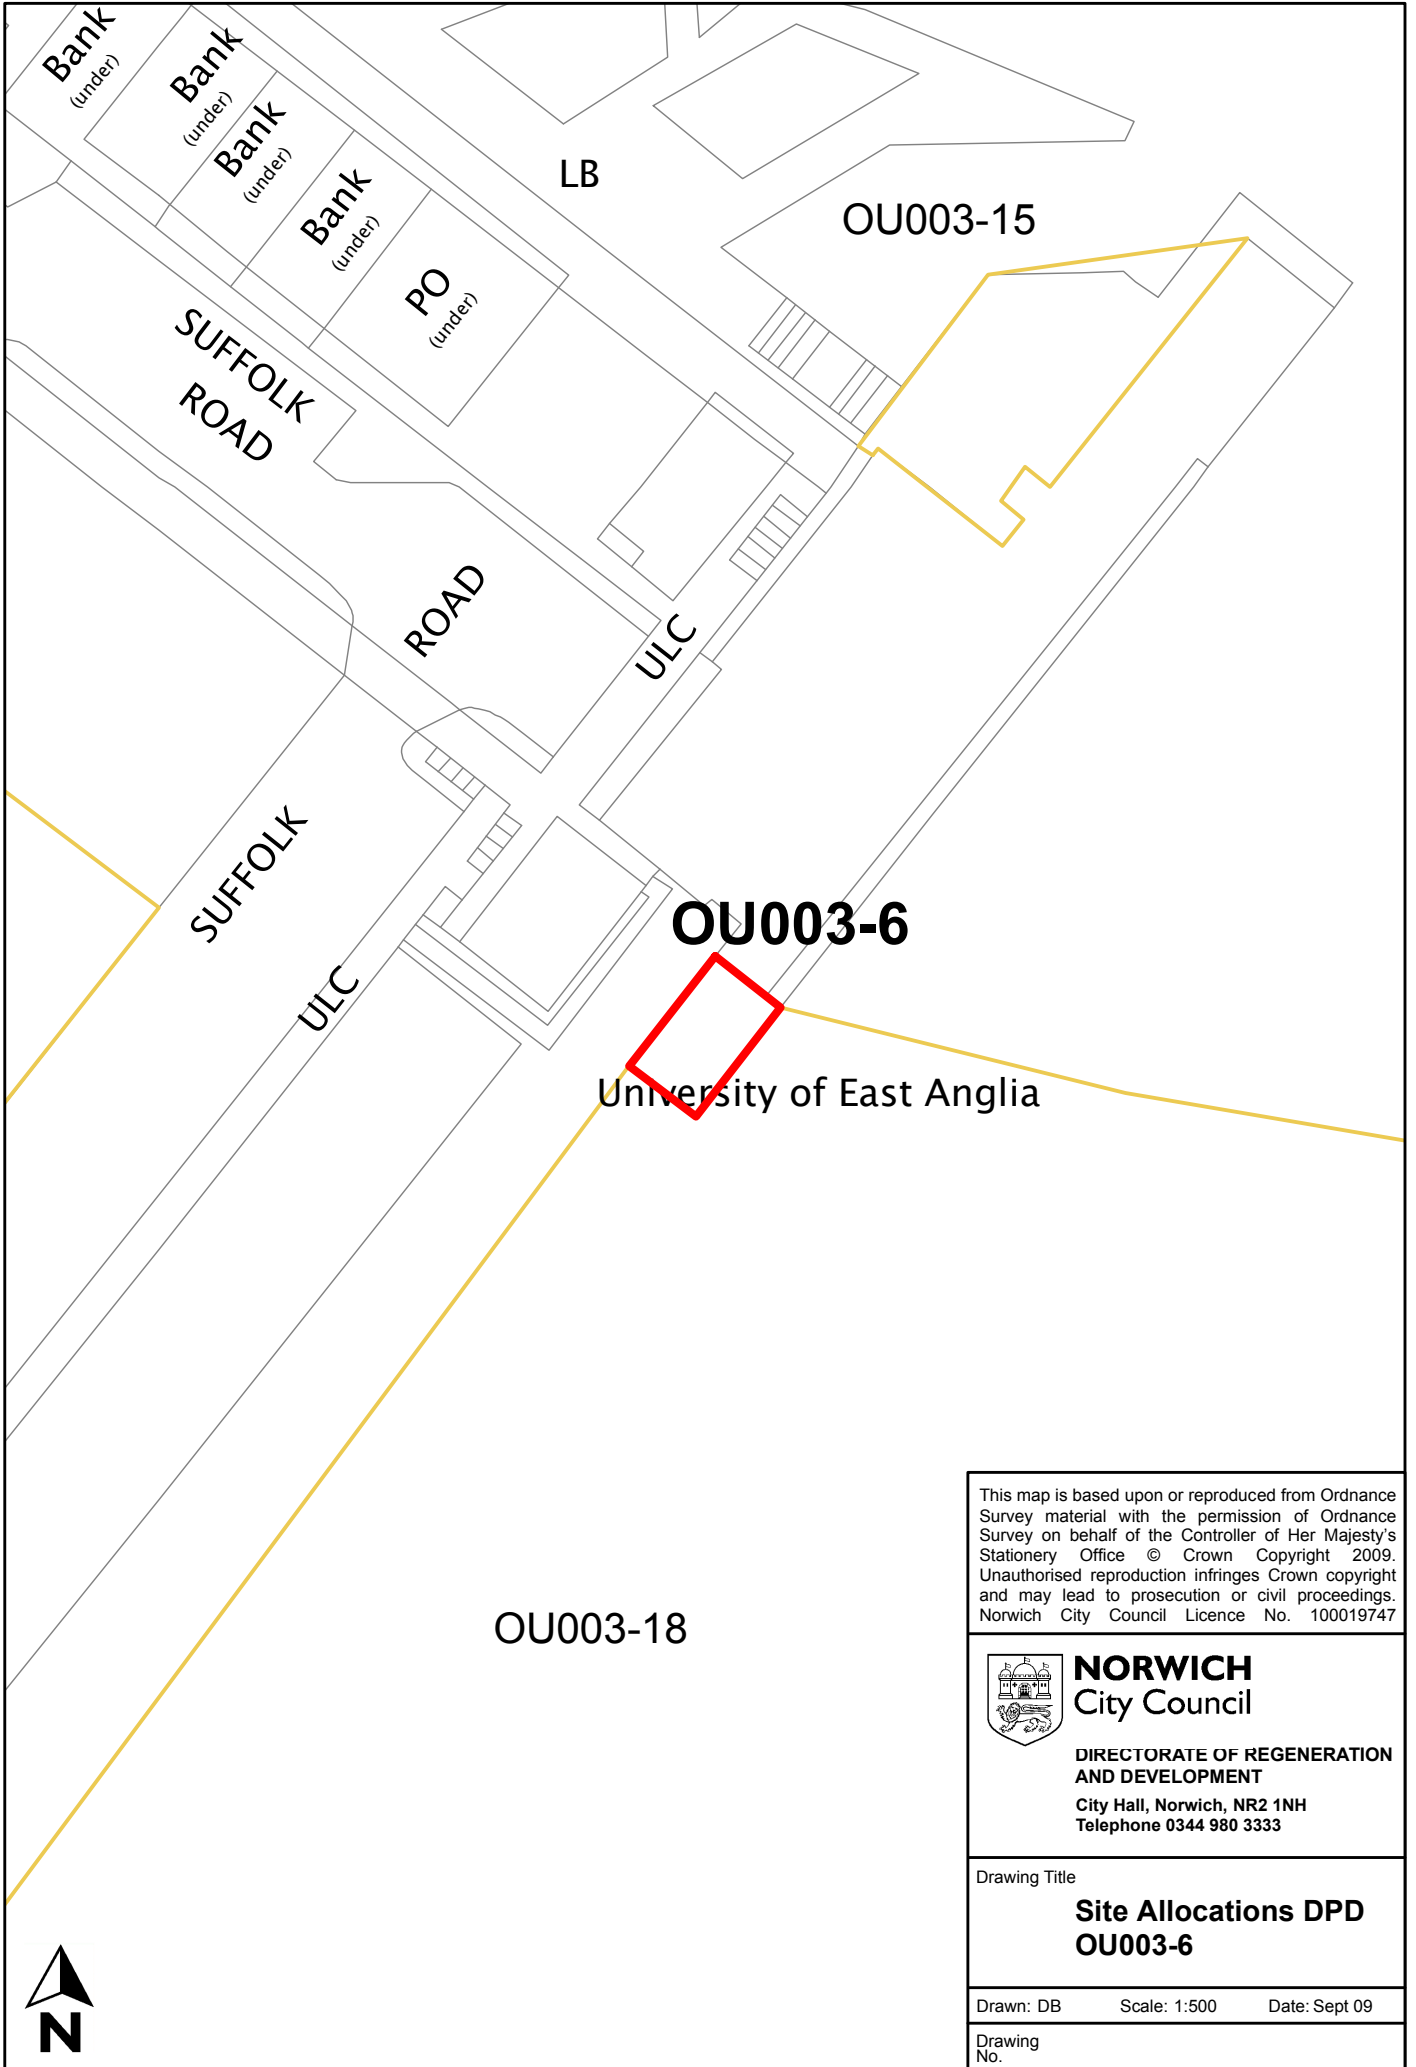 Bank
(under)
Bank
(under)
Bank
(under)
Bank
(under)
PO
(under)
LB
OU003-15
SUFFOLK
ROAD
ROAD
ULC
SUFFOLK
ULC
OU003-6
University of East Anglia
OU003-18
This map is based upon or reproduced from Ordnance
Survey material with the permission of Ordnance
Survey on behalf of the Controller of Her Majesty's
Stationery Office © Crown Copyright 2009.
Unauthorised reproduction infringes Crown copyright
and may lead to prosecution or civil proceedings.
Norwich City Council Licence No. 100019747
NORWICH
City Council
DIRECTORATE OF REGENERATION
AND DEVELOPMENT
City Hall, Norwich, NR2 1NH
Telephone 0344 980 3333
Drawing Title
Site Allocations DPD
OU003-6
Drawn: DB Scale: 1:500 Date: Sept 09
Drawing
No.
N